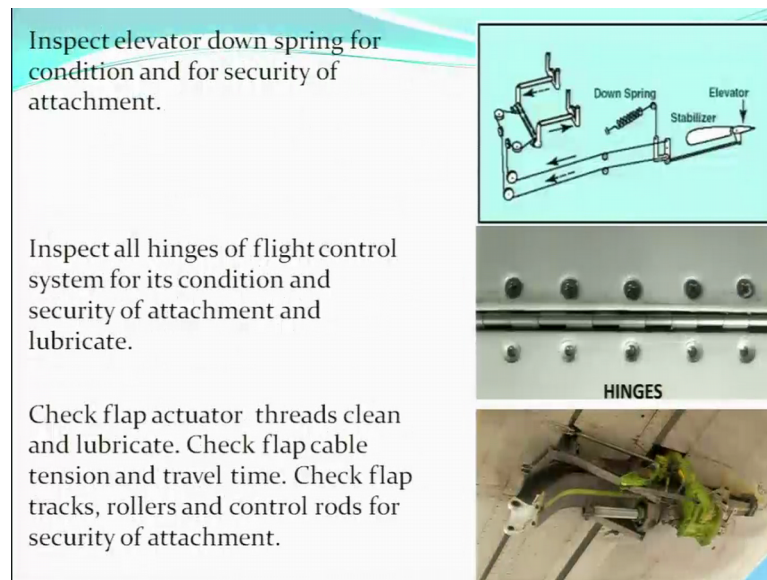 Inspect elevator down spring for
condition and for security of
attachment.
Down Spring
Elevator
Stabilizer
Inspect all hinges of flight control
system for its condition and
security of attachment and
lubricate.
HINGES
Check flap actuator threads clean
and lubricate. Check flap cable
tension and travel time. Check flap
tracks, rollers and control rods for
security of attachment.